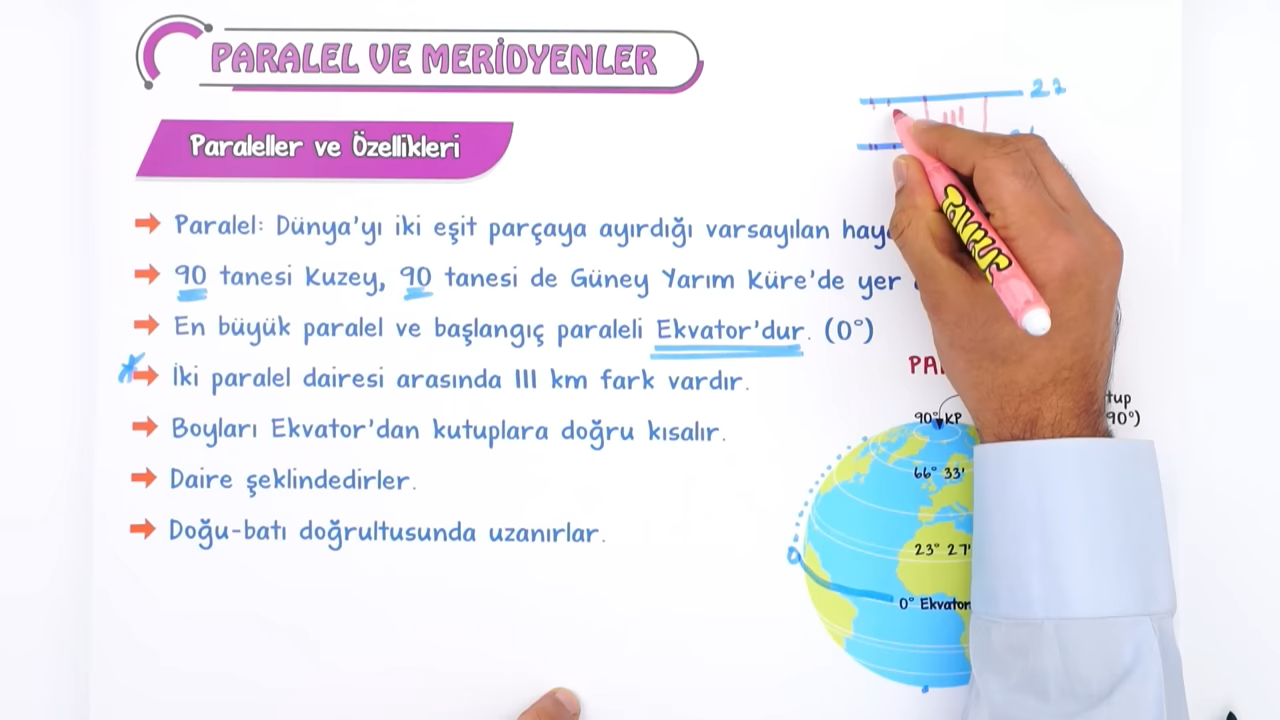 PARALEL VE MERİDYENLER
Paraleller ve Özellikleri
22
111
Paralel: Dünya'yı iki eşit parçaya ayırdığı varsayılan
90 tanesi Kuzey, 90 tanesi de Güney Yarım Küre'de yer
En büyük paralel ve başlangıç paraleli Ekvator'dur. (0°)
İki paralel dairesi arasında 111 km fark vardır.
Boyları Ekvator'dan kutuplara doğru kısalır.
Daire şeklindedirler.
Doğu-batı doğrultusunda uzanırlar.
90° KP
90°)
66° 33'
23° 27'
0° Ekvator
TOMPUS